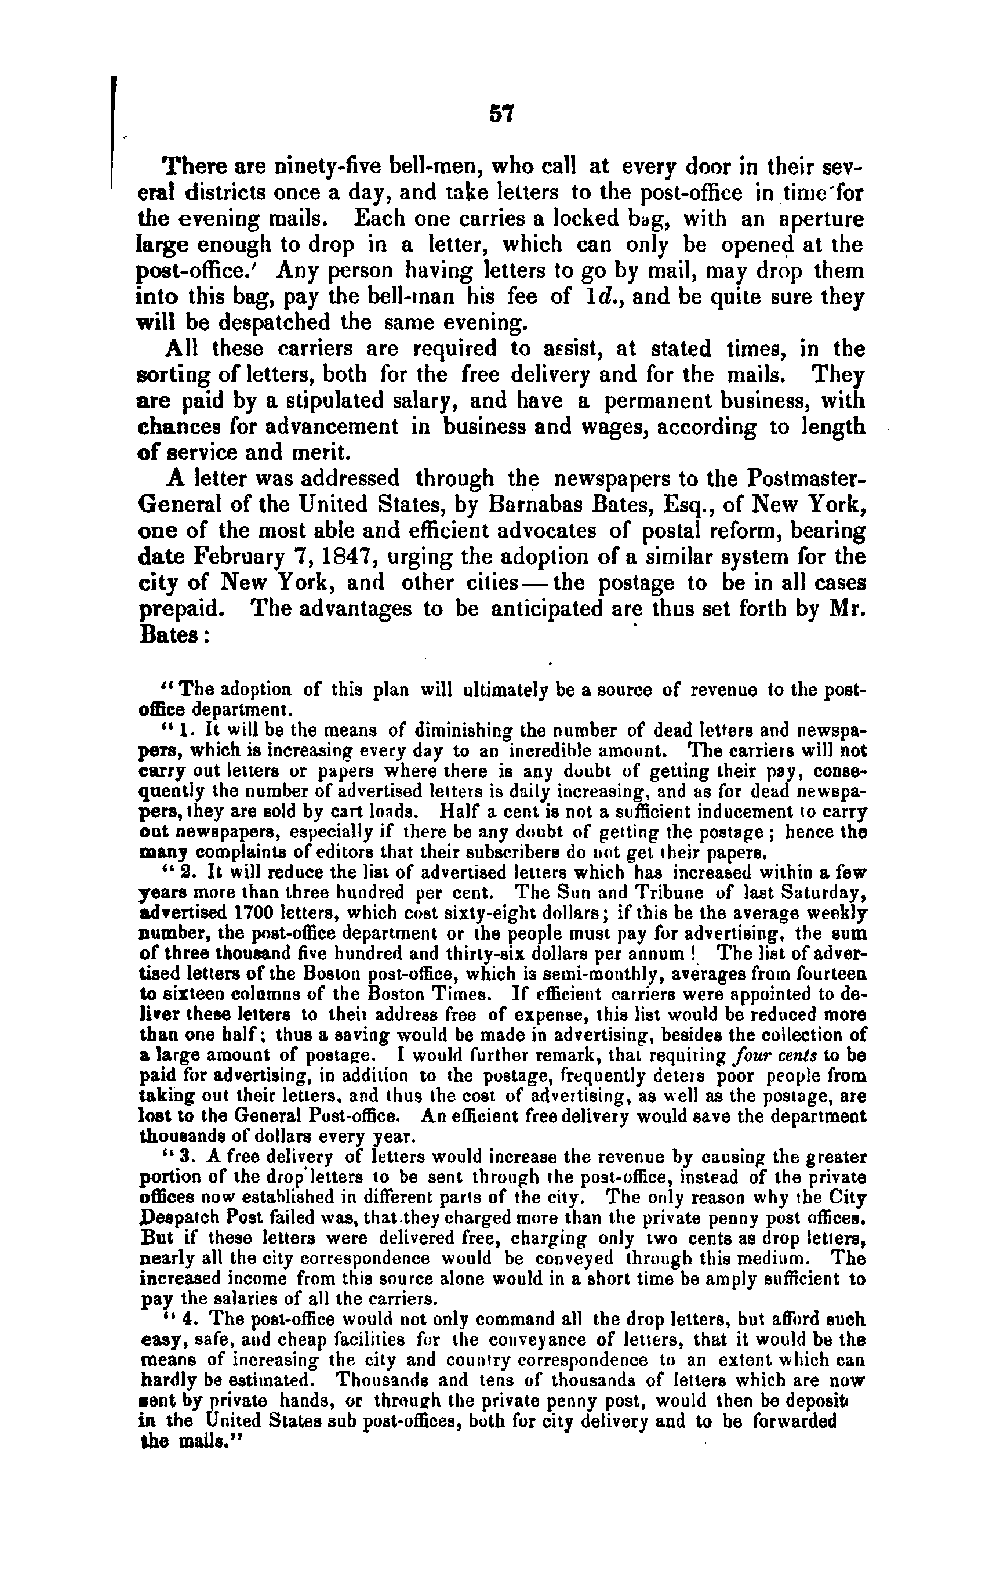 57
There are ninety-five bell-men, who call at every door in their sev-
eral districts once a day, and take letters to the post-office in time for
the evening mails. Each one carries a locked bag, with an aperture
large enough to drop in a letter, which can only be opened at the
post-office.' Any person having letters to go by mail, may drop them
into this bag, pay the bell-man his fee of 1d., and be quite sure they
will be despatched the same evening.
All these carriers are required to assist, at stated times, in the
sorting of letters, both for the free delivery and for the mails. They
are paid by a stipulated salary, and have a permanent business, with
chances for advancement in business and wages, according to length
of service and merit.
A letter was addressed through the newspapers to the Postmaster-
General of the United States, by Barnabas Bates, Esq., of New York,
one of the most able and efficient advocates of postal reform, bearing
date February 7, 1847, urging the adoption of a similar system for the
city of New York, and other cities—the postage to be in all cases
prepaid. The advantages to be anticipated are thus set forth by Mr.
Bates:
"The adoption of this plan will ultimately be a source of revenue to the post-
office department.
"1. It will be the means of diminishing the number of dead letters and newspa-
pers, which is increasing every day to an incredible amount. The carriers will not
carry out letters or papers where there is any doubt of getting their pay, conse-
quently the number of advertised letters is daily increasing, and as for dead newspa-
pers, they are sold by cart loads. Half a cent is not a sufficient inducement to carry
out newspapers, especially if there be any doubt of getting the postage; hence the
many complaints of editors that their subscribers do not get their papers.
"2. It will reduce the list of advertised letters which has increased within a few
years more than three hundred per cent. The Sun and Tribune of last Saturday,
advertised 1700 letters, which cost sixty-eight dollars; if this be the average weekly
number, the post-office department or the people must pay for advertising, the sum
of three thousand five hundred and thirty-six dollars per annum! The list of adver-
tised letters of the Boston post-office, which is semi-monthly, averages from fourteen
to sixteen columns of the Boston Times. If efficient carriers were appointed to de-
liver these letters to their address free of expense, this list would be reduced more
than one half; thus a saving would be made in advertising, besides the collection of
a large amount of postage. I would further remark, that requiring four cents to be
paid for advertising, in addition to the postage, frequently deters poor people from
taking out their letters, and thus the cost of advertising, as well as the postage, are
lost to the General Post-office. An efficient free delivery would save the department
thousands of dollars every year.
"3. A free delivery of letters would increase the revenue by causing the greater
portion of the drop letters to be sent through the post-office, instead of the private
offices now established in different parts of the city. The only reason why the City
Despatch Post failed was, that they charged more than the private penny post offices.
But if these letters were delivered free, charging only two cents as drop letters,
nearly all the city correspondence would be conveyed through this medium. The
increased income from this source alone would in a short time be amply sufficient to
pay the salaries of all the carriers.
"4. The post-office would not only command all the drop letters, but afford such
easy, safe, and cheap facilities for the conveyance of letters, that it would be the
means of increasing the city and country correspondence to an extent which can
hardly be estimated. Thousands and tens of thousands of letters which are now
sent by private hands, or through the private penny post, would then be deposit
in the United States sub post-offices, both for city delivery and to be forwarded
the mails."